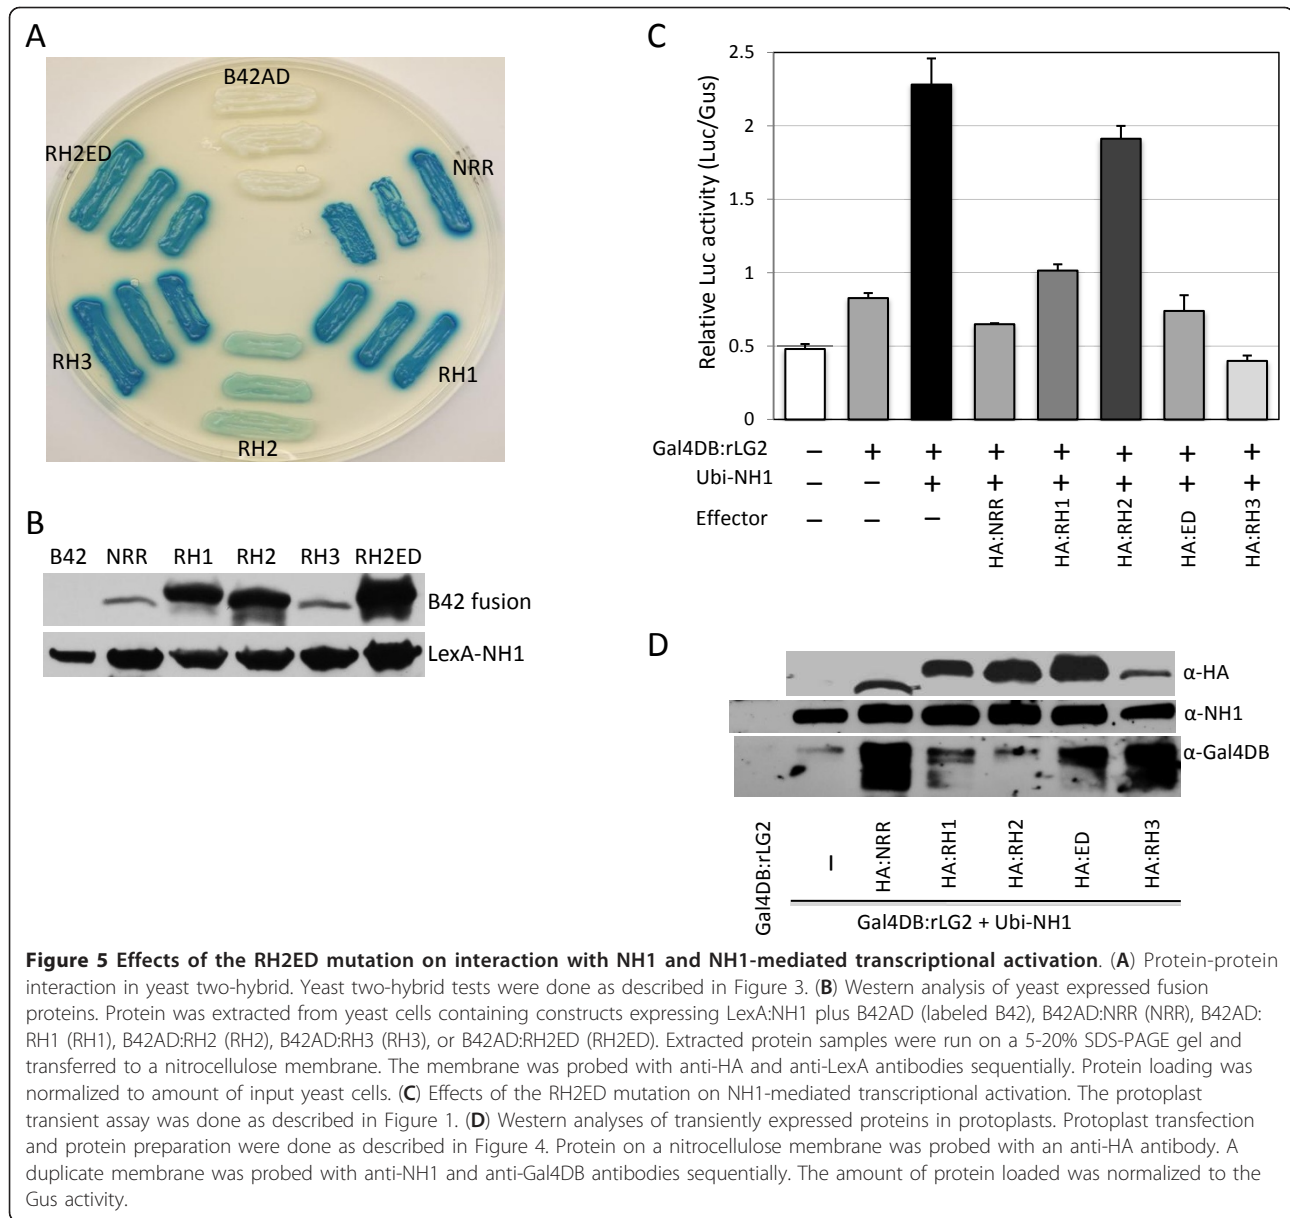 A
B42AD
RH2ED
NRR
RH3
RH1
RH2
B
B42 NRR RH1 RH2 RH3 RH2ED
B42 fusion
LexA-NH1
C
Relative Luc activity (Luc/Gus)
2.5
2
1.5
1
0.5
0
Gal4DB:rLG2 – + + + + + + +
Ubi-NH1 – – + + + + + +
Effector – – – HA:NRR HA:RH1 HA:RH2 HA:ED HA:RH3
D
α-HA
α-NH1
α-Gal4DB
Gal4DB:rLG2 – HA:NRR HA:RH1 HA:RH2 HA:ED HA:RH3
Gal4DB:rLG2 + Ubi-NH1
Figure 5 Effects of the RH2ED mutation on interaction with NH1 and NH1-mediated transcriptional activation. (A) Protein-protein
interaction in yeast two-hybrid. Yeast two-hybrid tests were done as described in Figure 3. (B) Western analysis of yeast expressed fusion
proteins. Protein was extracted from yeast cells containing constructs expressing LexA:NH1 plus B42AD (labeled B42), B42AD:NRR (NRR), B42AD:
RH1 (RH1), B42AD:RH2 (RH2), B42AD:RH3 (RH3), or B42AD:RH2ED (RH2ED). Extracted protein samples were run on a 5-20% SDS-PAGE gel and
transferred to a nitrocellulose membrane. The membrane was probed with anti-HA and anti-LexA antibodies sequentially. Protein loading was
normalized to amount of input yeast cells. (C) Effects of the RH2ED mutation on NH1-mediated transcriptional activation. The protoplast
transient assay was done as described in Figure 1. (D) Western analyses of transiently expressed proteins in protoplasts. Protoplast transfection
and protein preparation were done as described in Figure 4. Protein on a nitrocellulose membrane was probed with an anti-HA antibody. A
duplicate membrane was probed with anti-NH1 and anti-Gal4DB antibodies sequentially. The amount of protein loaded was normalized to the
Gus activity.